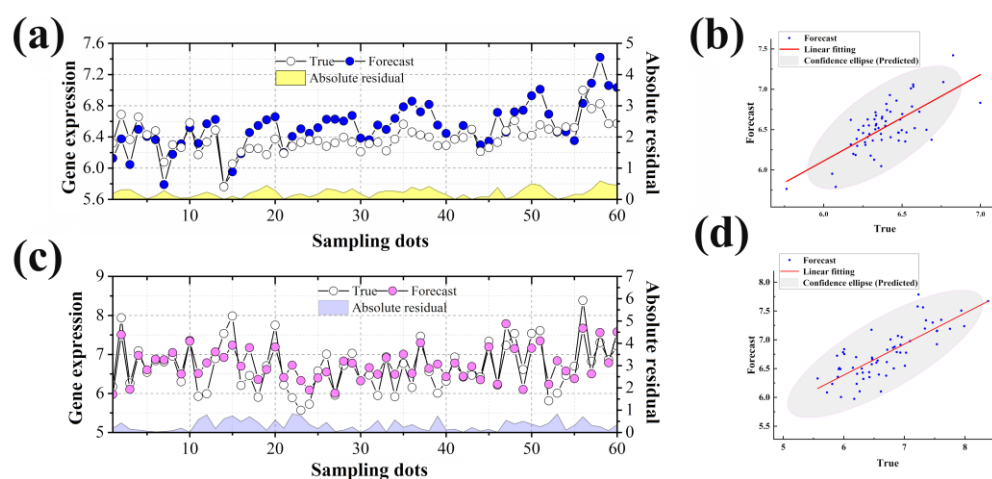 (a)
7.6
7.2
6.8
6.4
6.0
5.6
Gene expression
True Forecast
Absolute residual
5
4
3
2
1
0
Absolute residual
10 20 30 40 50 60
Sampling dots
(b)
Forecast
Linear fitting
Confidence ellipse (Predicted)
7.5
7.0
6.5
6.0
Forecast
6.0 6.5 7.0
True
(c)
9
8
7
6
5
Gene expression
True Forecast
Absolute residual
7
6
5
4
3
2
1
0
Absolute residual
10 20 30 40 50 60
Sampling dots
(d)
Forecast
Linear fitting
Confidence ellipse (Predicted)
8.0
7.5
7.0
6.5
6.0
5.5
Forecast
5 6 7 8
True